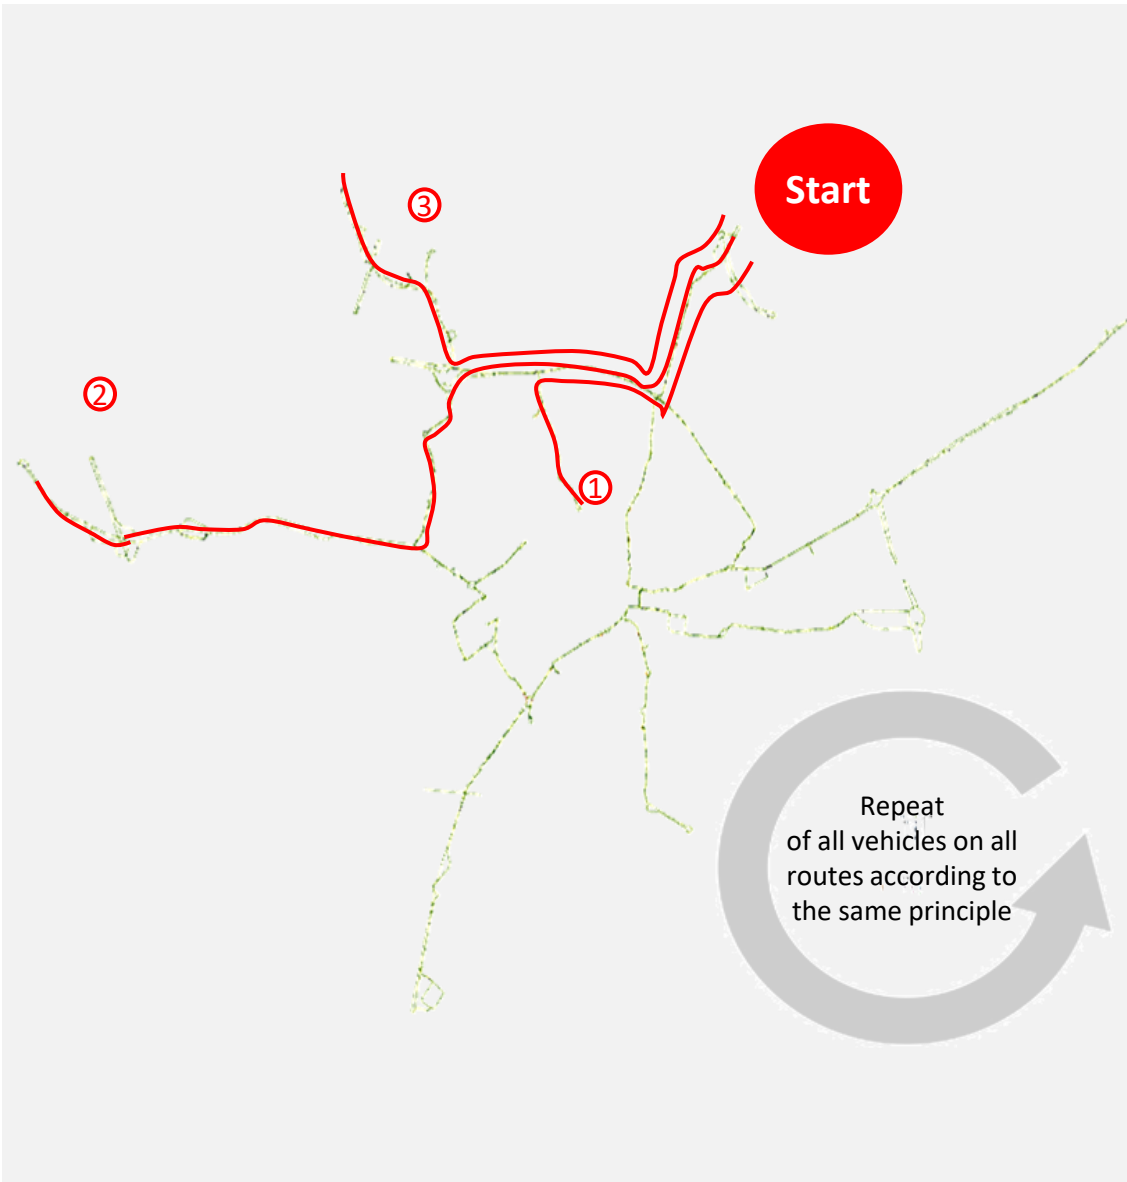 Start
3
2
1
Repeat
of all vehicles on all
routes according to
the same principle